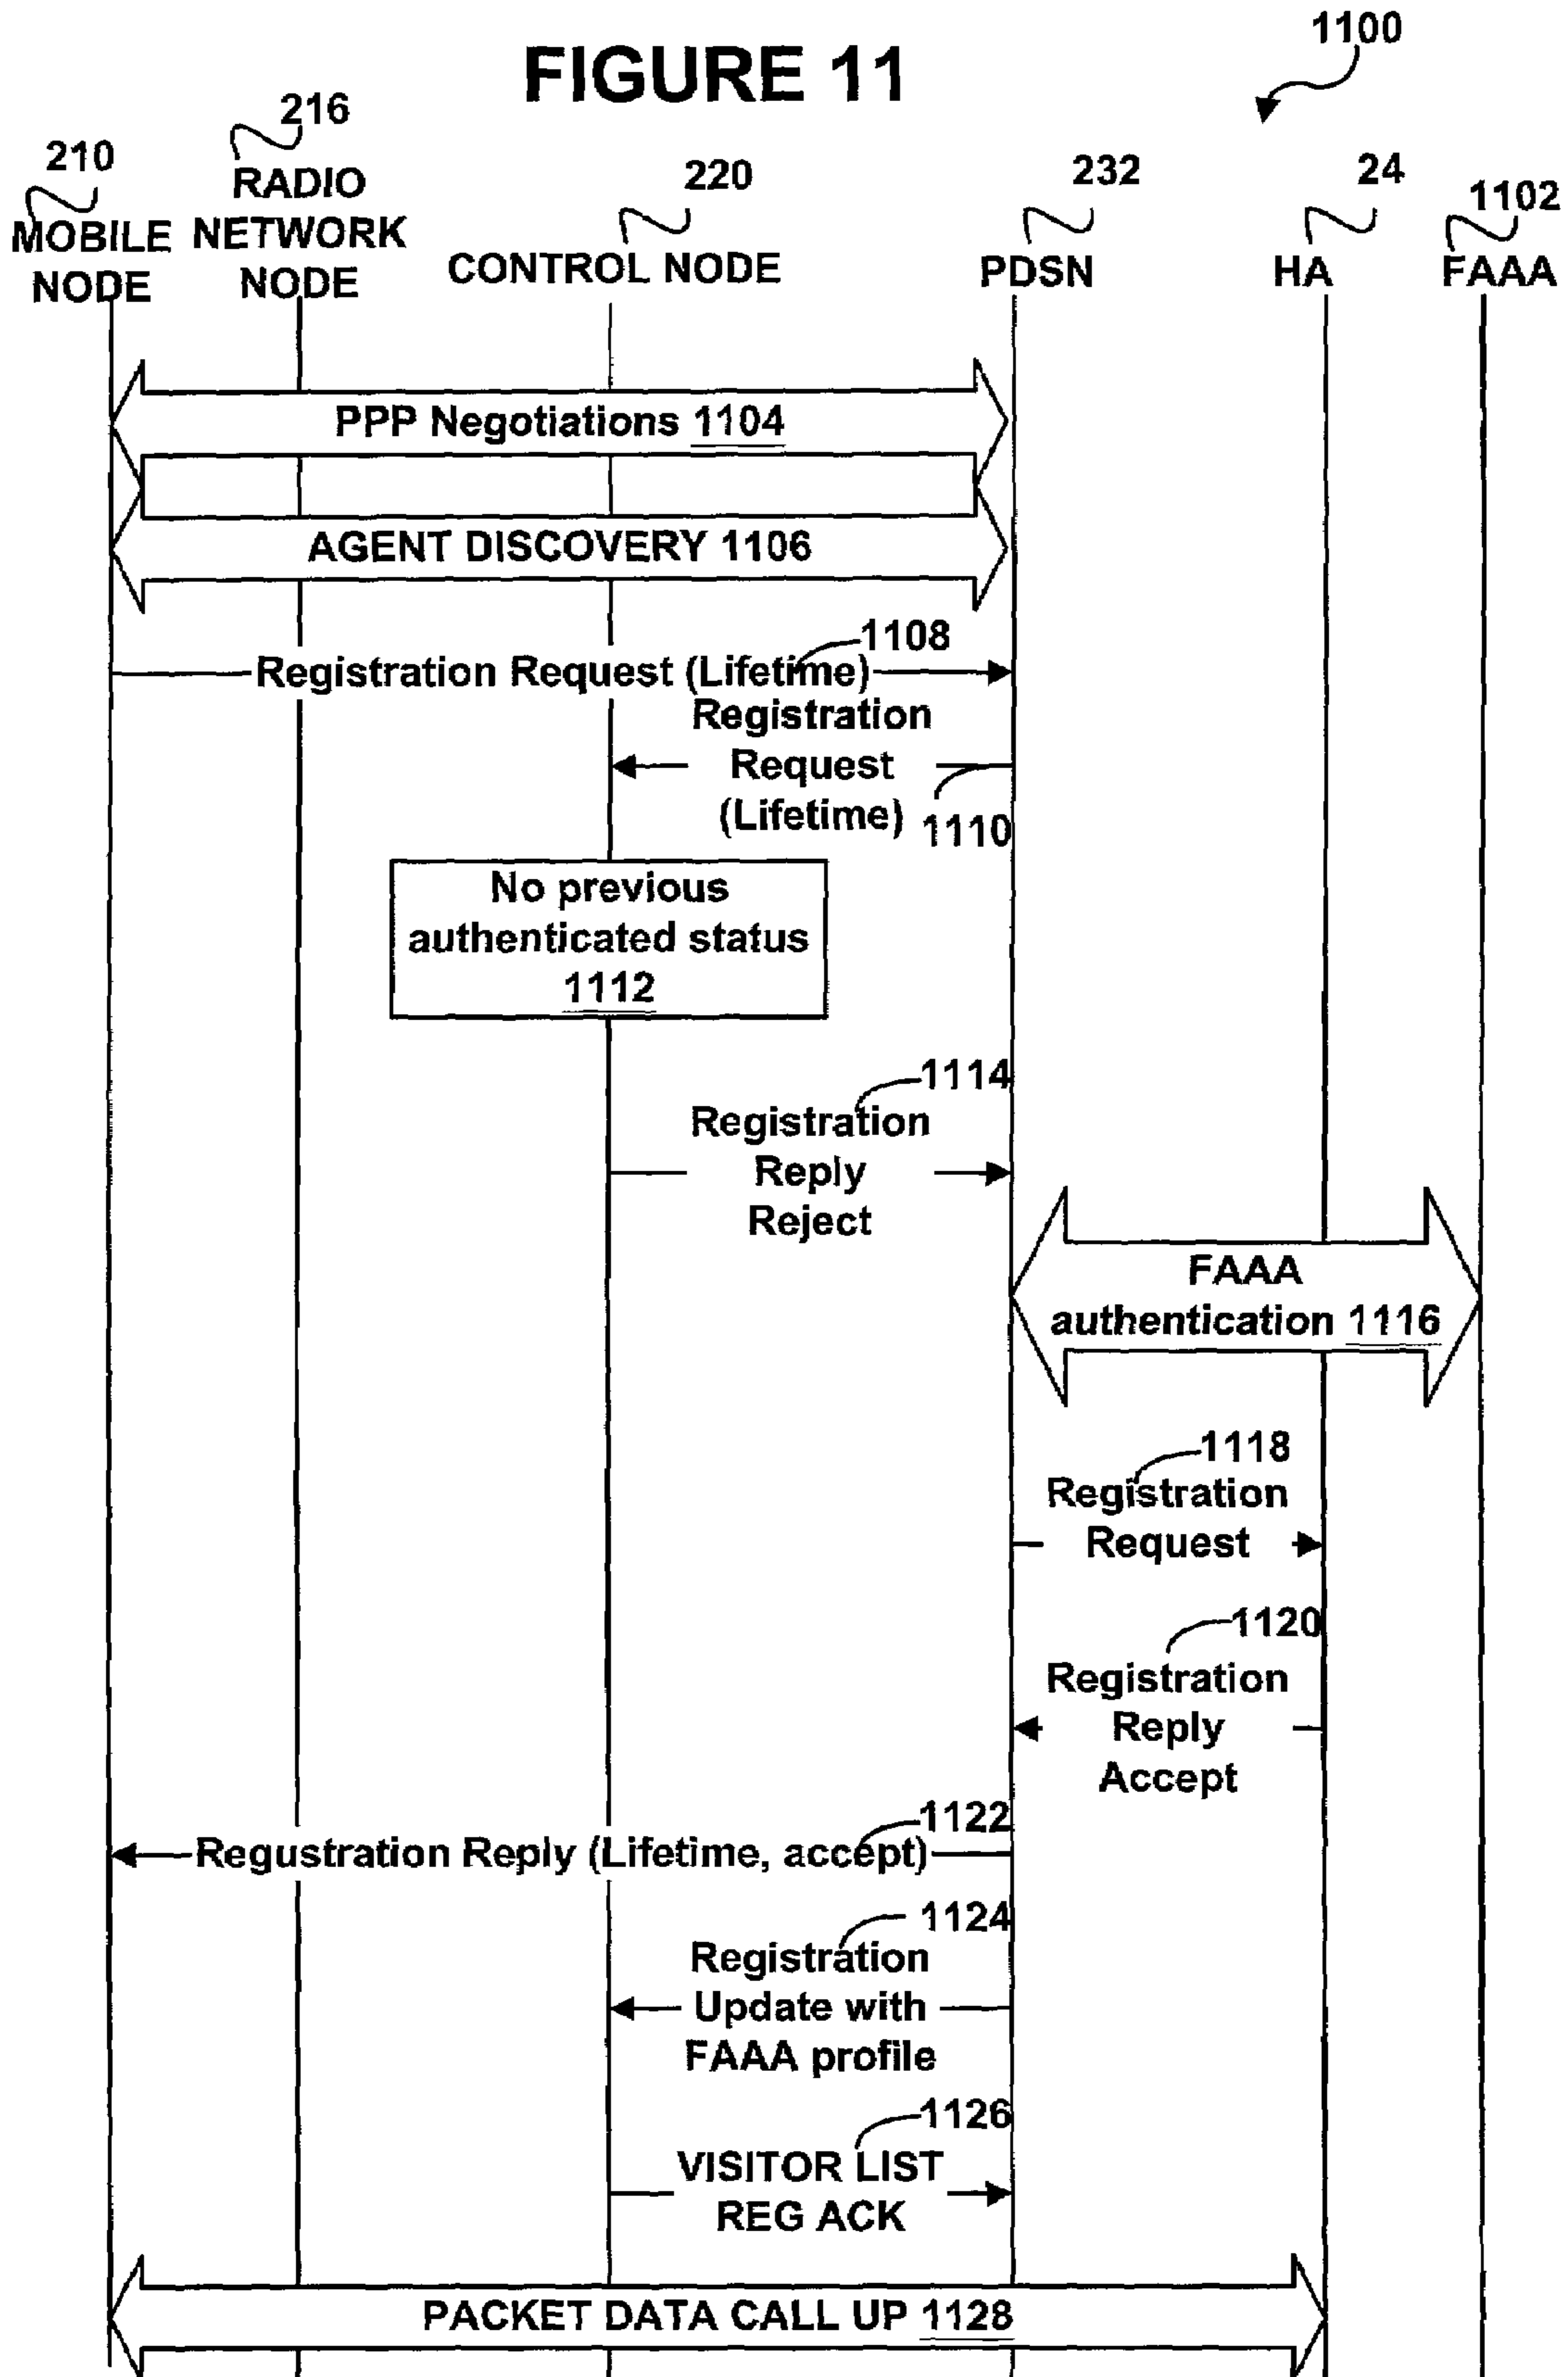 FIGURE 11
1100
210
MOBILE
NODE
216
RADIO
NETWORK
NODE
220
CONTROL NODE
232
PDSN
24
HA
1102
FAAA
PPP Negotiations 1104
AGENT DISCOVERY 1106
1108
Registration Request (Lifetime)
Registration
Request
(Lifetime)
1110
No previous
authenticated status
1112
1114
Registration
Reply
Reject
FAAA
authentication 1116
1118
Registration
Request
1120
Registration
Reply
Accept
1122
Regustration Reply (Lifetime, accept)
1124
Registration
Update with
FAAA profile
1126
VISITOR LIST
REG ACK
PACKET DATA CALL UP 1128